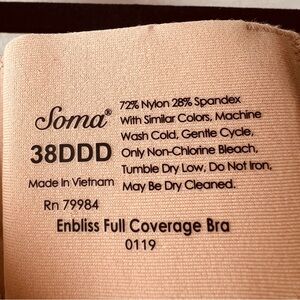 Soma®
38DDD
Made in Vietnam
Rn 79984
72% Nylon 28% Spandex
With Similar Colors, Machine
Wash Cold, Gentle Cycle,
Only Non-Chlorine Bleach,
Tumble Dry Low, Do Not Iron,
May Be Dry Cleaned.
Enbliss Full Coverage Bra
0119